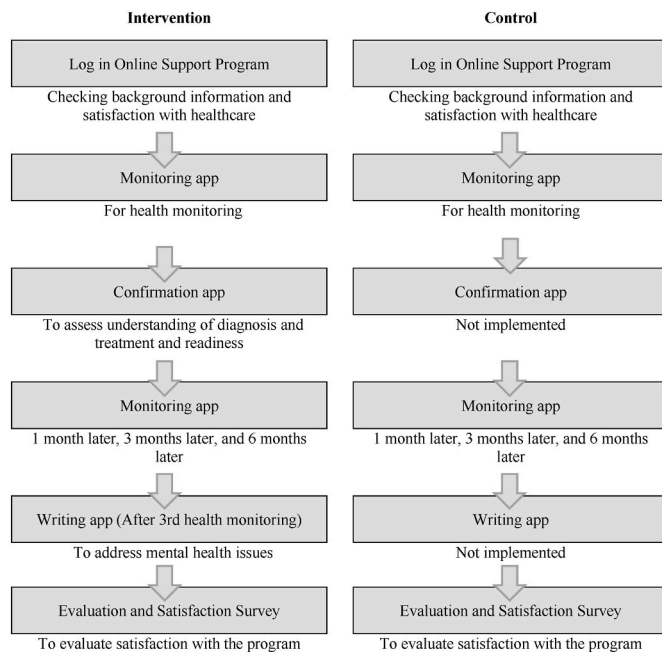 Intervention
Log in Online Support Program
Checking background information and
satisfaction with healthcare
Monitoring app
For health monitoring
Confirmation app
To assess understanding of diagnosis and
treatment and readiness
Monitoring app
1 month later, 3 months later, and 6 months
later
Writing app (After 3rd health monitoring)
To address mental health issues
Evaluation and Satisfaction Survey
To evaluate satisfaction with the program
Control
Log in Online Support Program
Checking background information and
satisfaction with healthcare
Monitoring app
For health monitoring
Confirmation app
Not implemented
Monitoring app
1 month later, 3 months later, and 6 months
later
Writing app
Not implemented
Evaluation and Satisfaction Survey
To evaluate satisfaction with the program